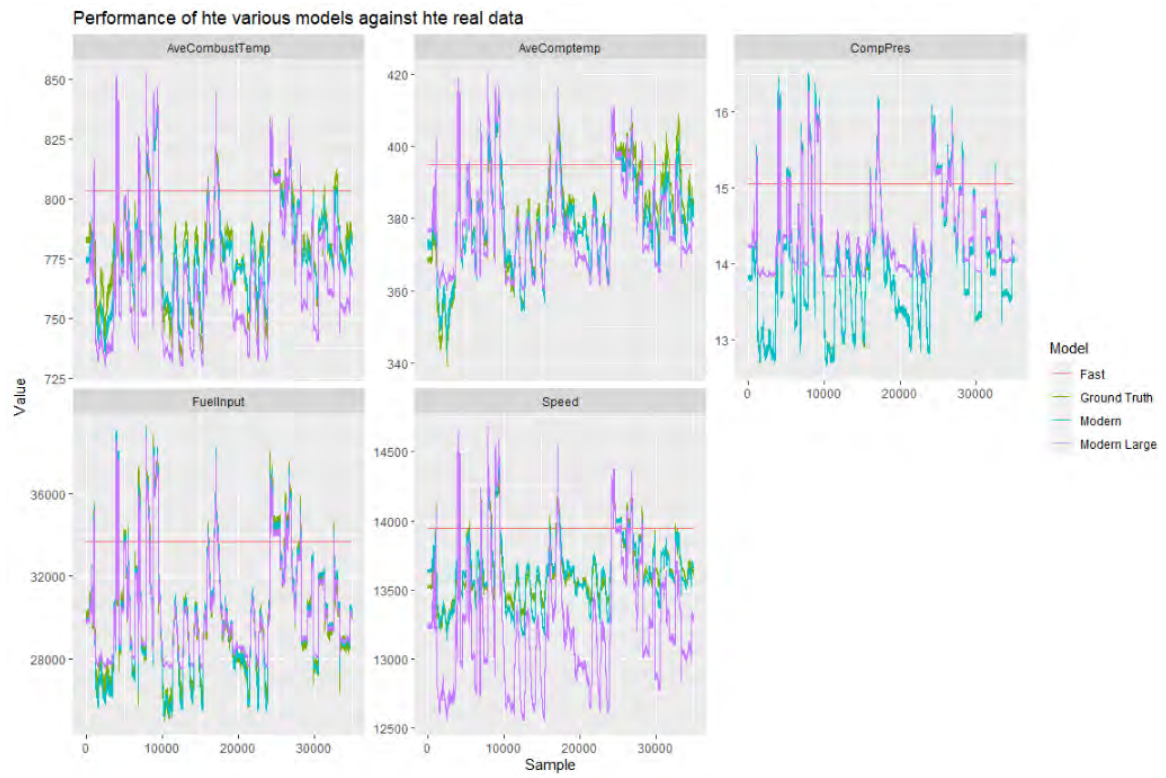 Performance of hte various models against hte real data
AveCombustTemp
AveComptemp
CompPres
850
825
800
775
750
725
420
400
380
360
340
16
15
14
13
0
10000
20000
30000
FuelInput
Speed
36000
32000
28000
14500
14000
13500
13000
12500
0
10000
20000
30000
0
10000
20000
30000
Value
Sample
Model
Fast
Ground Truth
Modern
Modern Large